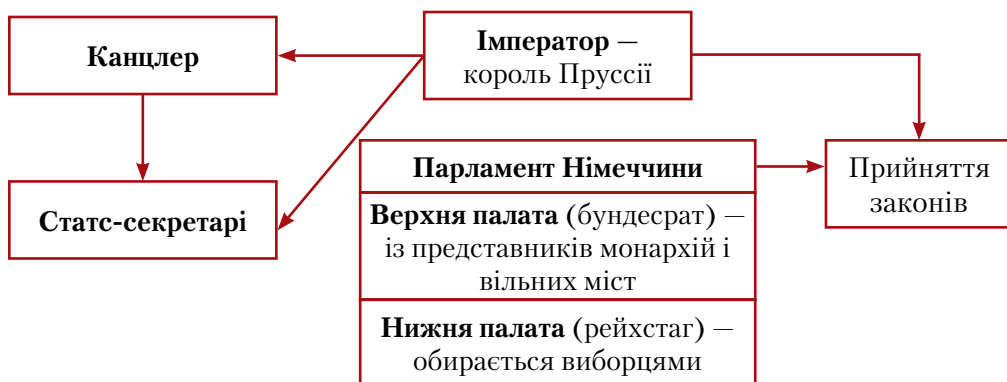 Канцлер
Імператор —
король Пруссії
Статс-секретарі
Парламент Німеччини
Верхня палата (бундесрат) —
із представників монархій і
вільних міст
Нижня палата (рейхстаг) —
обирається виборцями
Прийняття
законів